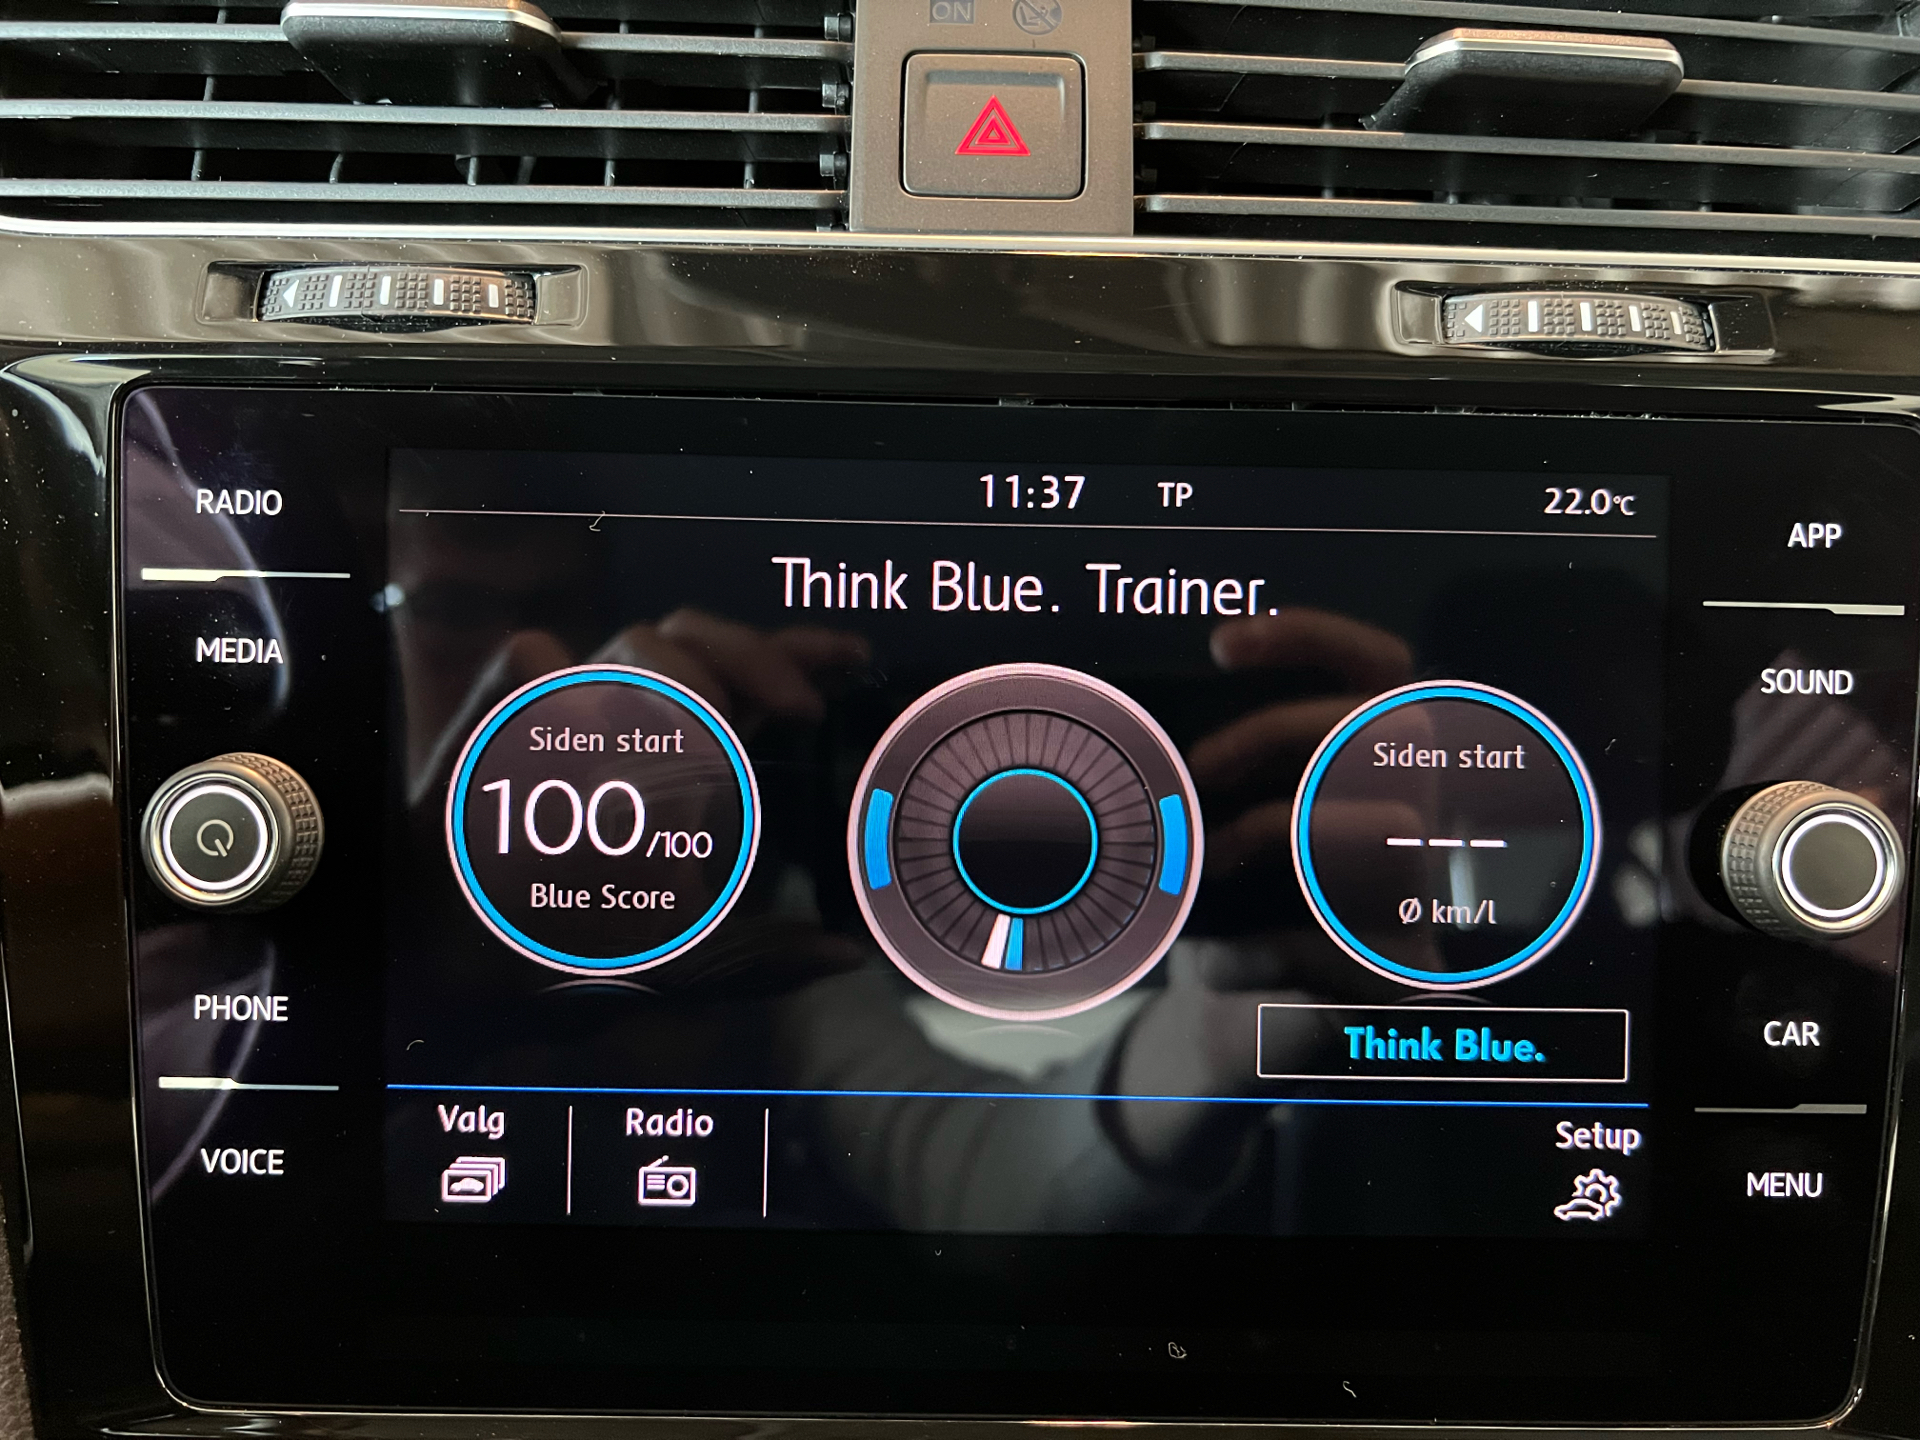 ON
11:37 TP 22.0°C
RADIO
APP
Think Blue. Trainer.
MEDIA
SOUND
Siden start
100/100
Blue Score
Siden start
---
Ø km/l
PHONE
CAR
Think Blue.
VOICE
Valg
Radio
Setup
MENU